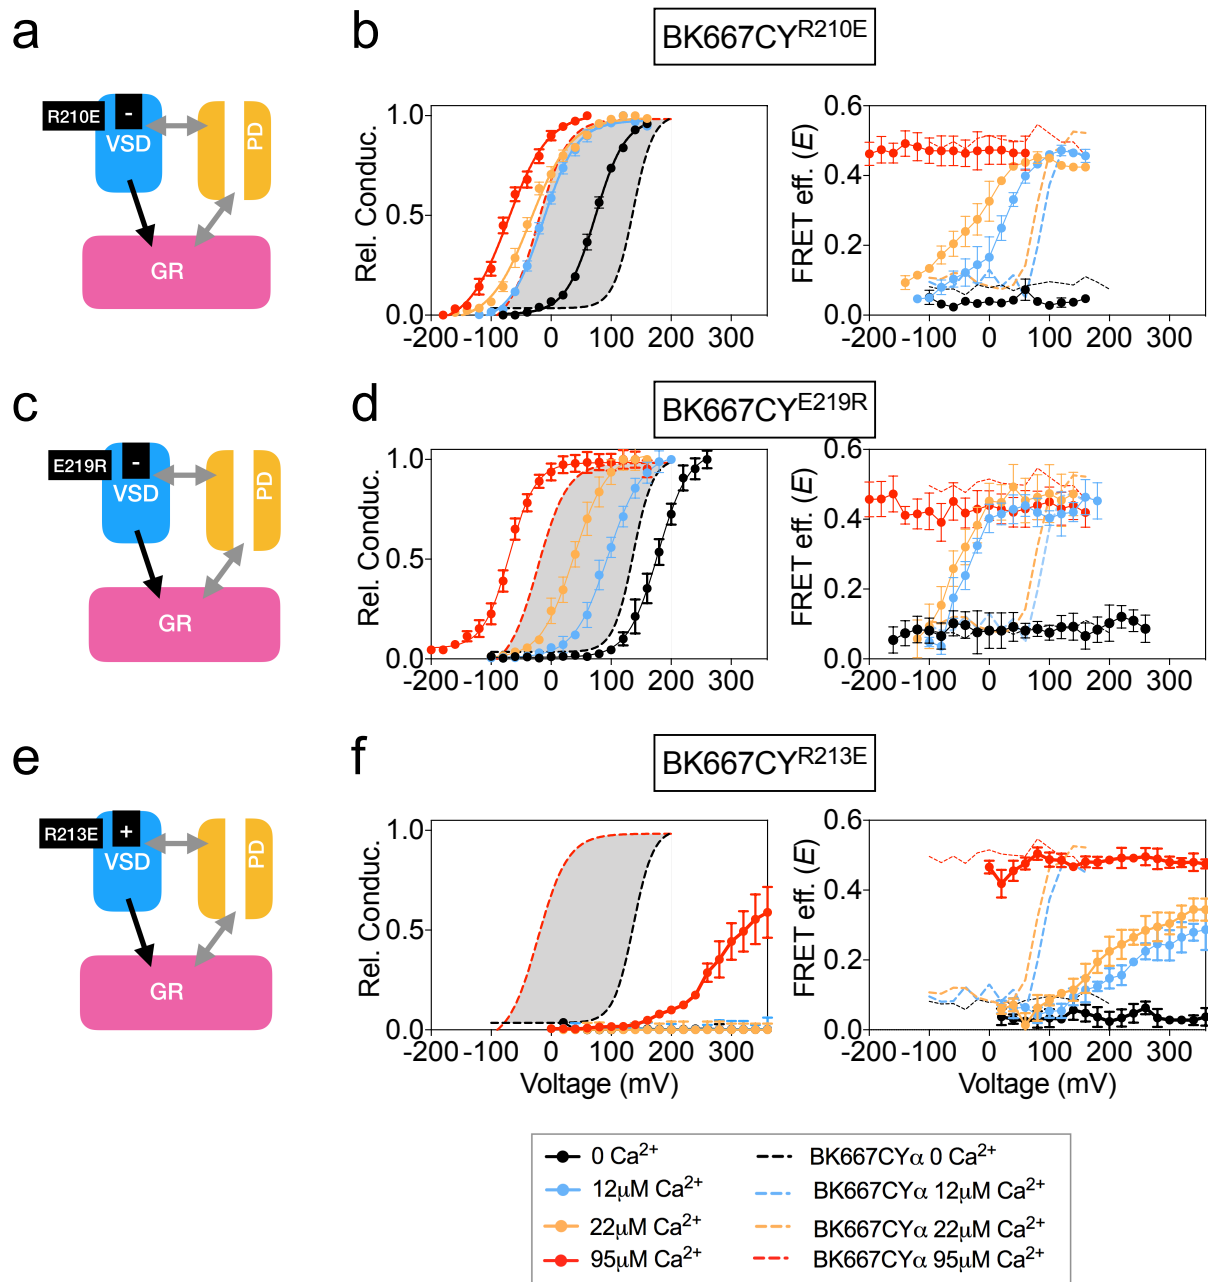 a
R210E
-
VSD
PD
GR
b
BK667CY^R210E
Rel. Conduc.
1.0
0.5
0.0
-200 -100 0 100 200 300
FRET eff. (E)
0.6
0.4
0.2
0.0
-200 -100 0 100 200 300
c
E219R
-
VSD
PD
GR
d
BK667CY^E219R
Rel. Conduc.
1.0
0.5
0.0
-200 -100 0 100 200 300
FRET eff. (E)
0.6
0.4
0.2
0.0
-200 -100 0 100 200 300
e
R213E
+
VSD
PD
GR
f
BK667CY^R213E
Rel. Conduc.
1.0
0.5
0.0
-200 -100 0 100 200 300
Voltage (mV)
FRET eff. (E)
0.6
0.4
0.2
0.0
-200 -100 0 100 200 300
Voltage (mV)
0 Ca²⁺
BK667CYα 0 Ca²⁺
12μM Ca²⁺
BK667CYα 12μM Ca²⁺
22μM Ca²⁺
BK667CYα 22μM Ca²⁺
95μM Ca²⁺
BK667CYα 95μM Ca²⁺